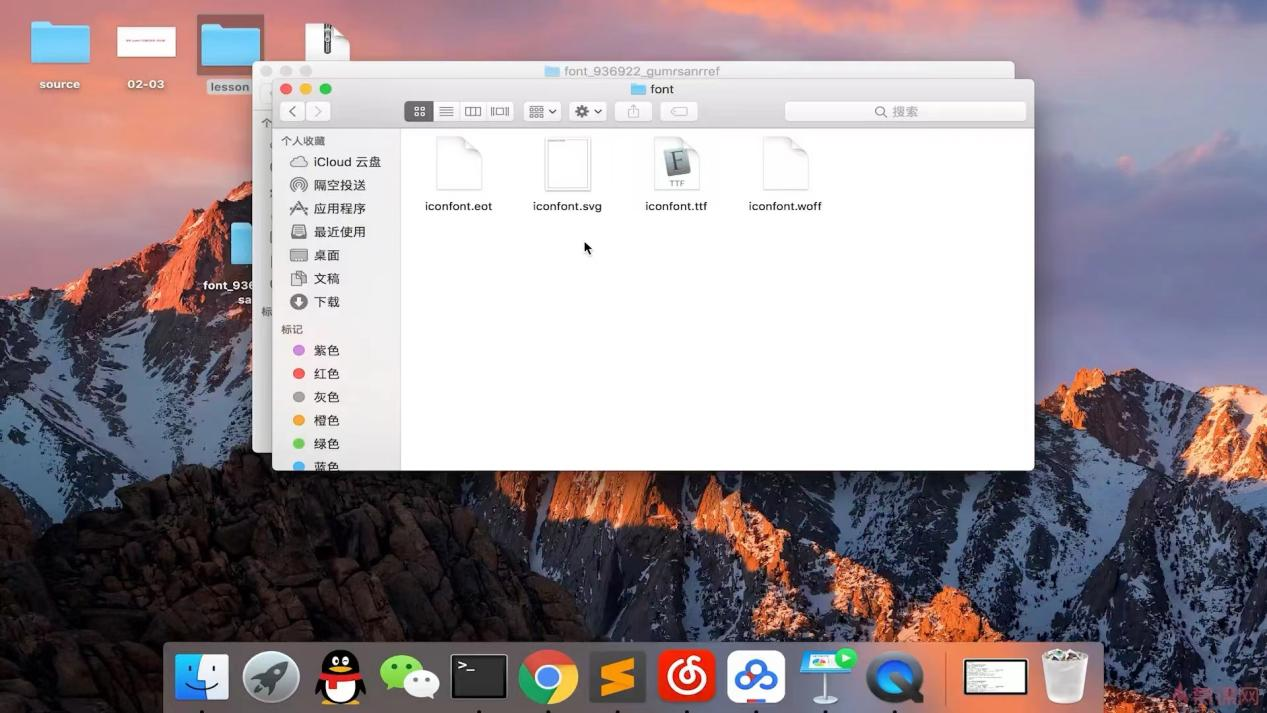 source
02-03
lesson
font_936922_gumrsanrref
font
搜索
个人收藏
iCloud 云盘
隔空投送
应用程序
最近使用
桌面
文稿
下载
标记
紫色
红色
灰色
橙色
绿色
蓝色
iconfont.eot
iconfont.svg
iconfont.ttf
iconfont.woff
F
TTF
font_936
sa
>_